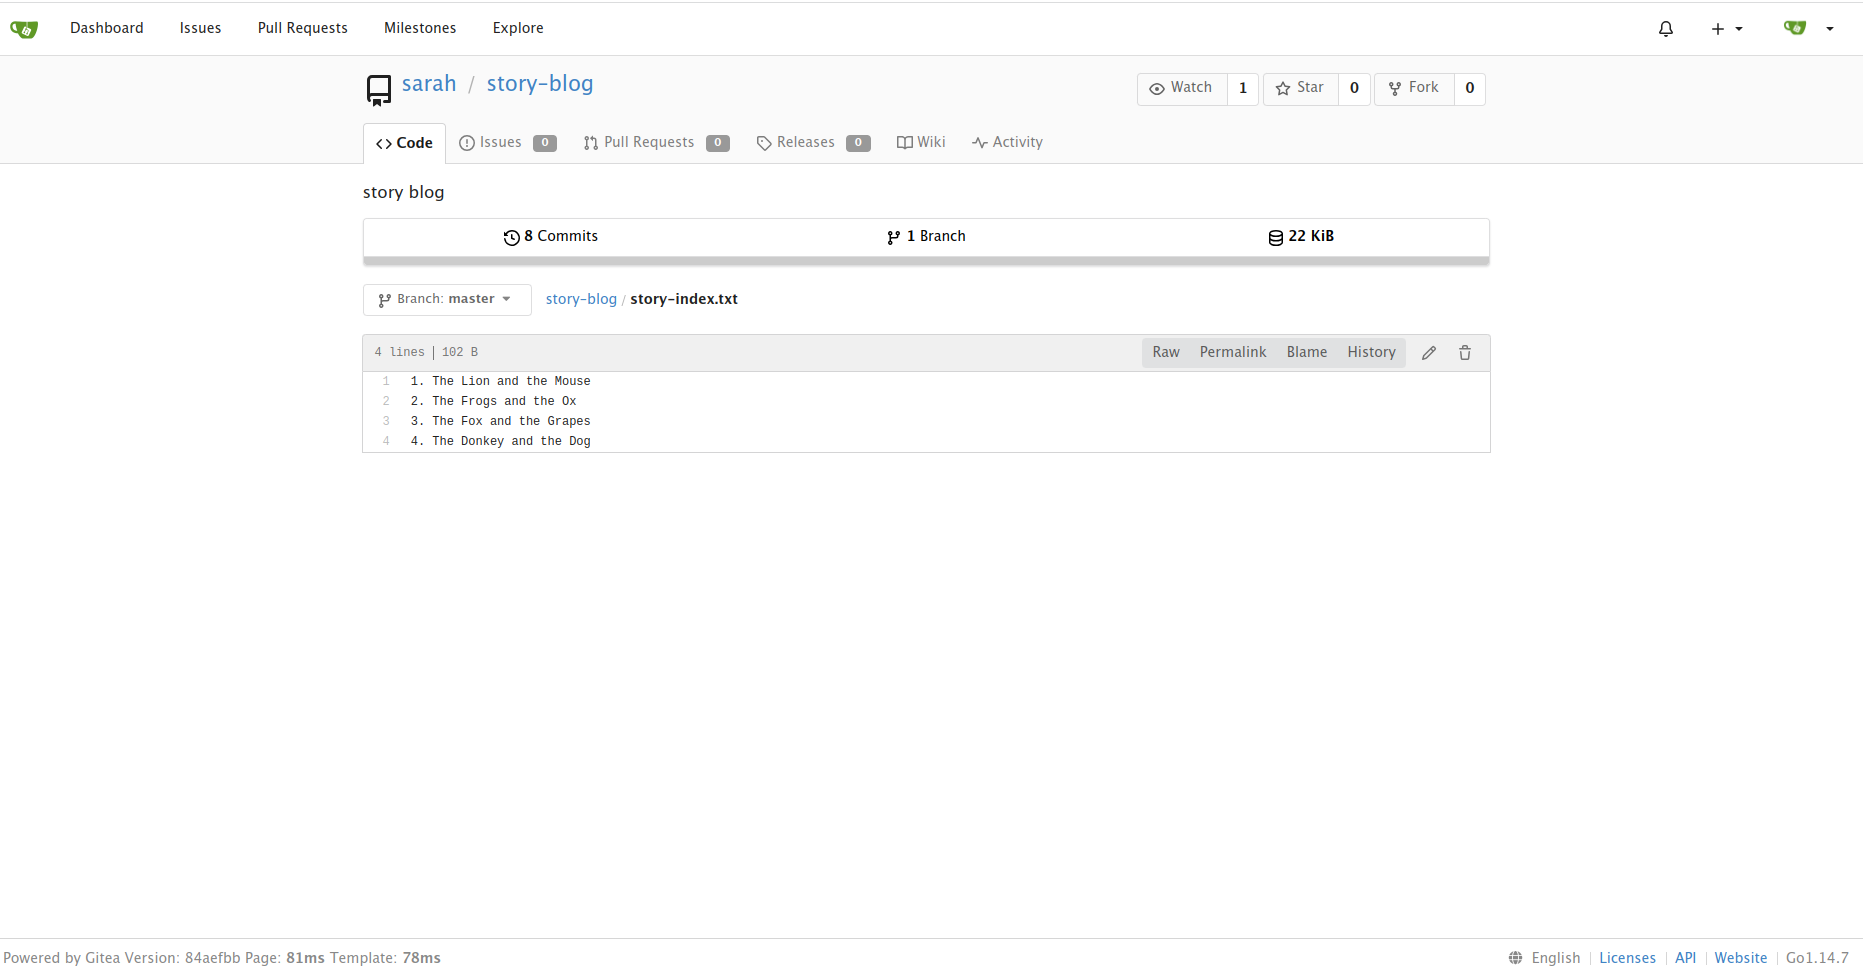 Dashboard Issues Pull Requests Milestones Explore
sarah / story-blog
Watch 1 Star 0 Fork 0
Code Issues 0 Pull Requests 0 Releases 0 Wiki Activity
story blog
8 Commits 1 Branch 22 KiB
Branch: master story-blog / story-index.txt
4 lines | 102 B Raw Permalink Blame History
1 1. The Lion and the Mouse
2 2. The Frogs and the Ox
3 3. The Fox and the Grapes
4 4. The Donkey and the Dog
Powered by Gitea Version: 84aefbb Page: 81ms Template: 78ms English Licenses API Website Go1.14.7